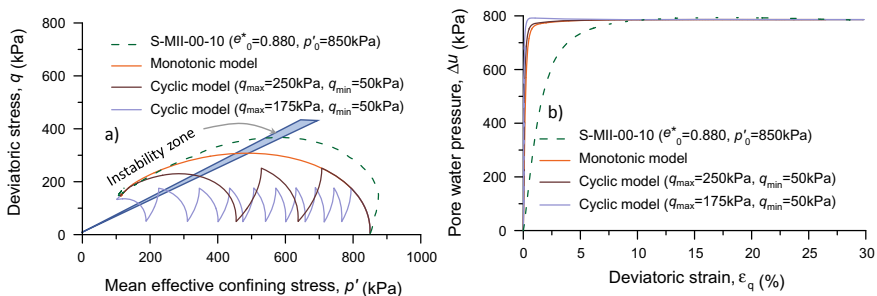 800
600
400
200
0
Deviatoric stress, q (kPa)
S-MII-00-10 (e*0=0.880, p′0=850kPa)
Monotonic model
Cyclic model (qmax=250kPa, qmin=50kPa)
Cyclic model (qmax=175kPa, qmin=50kPa)
a)
Instability zone
0 200 400 600 800 1000
Mean effective confining stress, p′ (kPa)
800
600
400
200
0
Pore water pressure, Δu (kPa)
b)
S-MII-00-10 (e*0=0.880, p′0=850kPa)
Monotonic model
Cyclic model (qmax=250kPa, qmin=50kPa)
Cyclic model (qmax=175kPa, qmin=50kPa)
0 5 10 15 20 25 30
Deviatoric strain, εq (%)